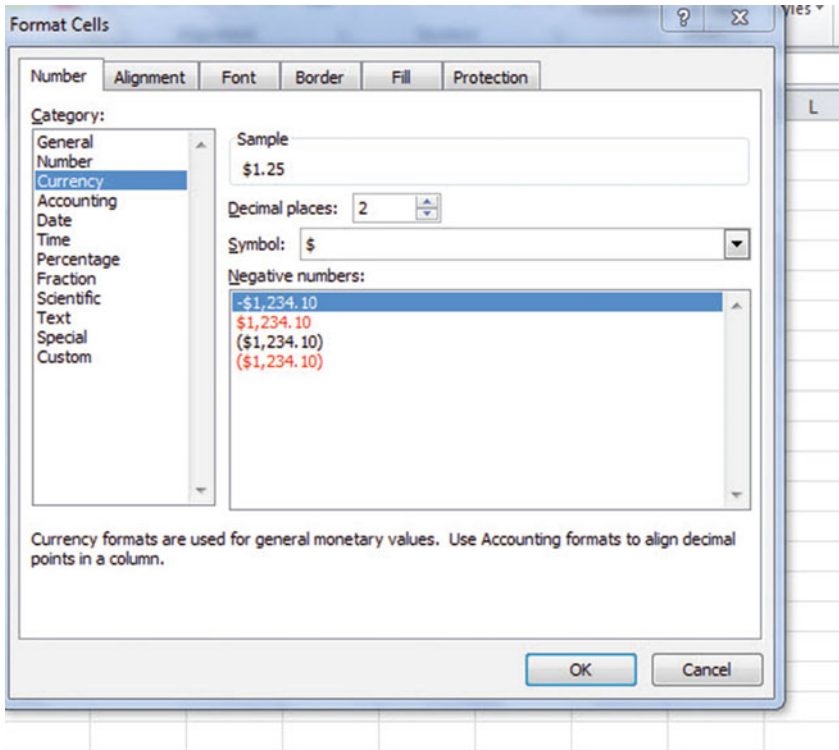 Format Cells
yles
Number Alignment Font Border Fill Protection
L
Category:
General
Number
Currency
Accounting
Date
Time
Percentage
Fraction
Scientific
Text
Special
Custom
Sample
$1.25
Decimal places: 2
Symbol: $
Negative numbers:
-$1,234.10
$1,234.10
($1,234.10)
($1,234.10)
Currency formats are used for general monetary values. Use Accounting formats to align decimal
points in a column.
OK Cancel